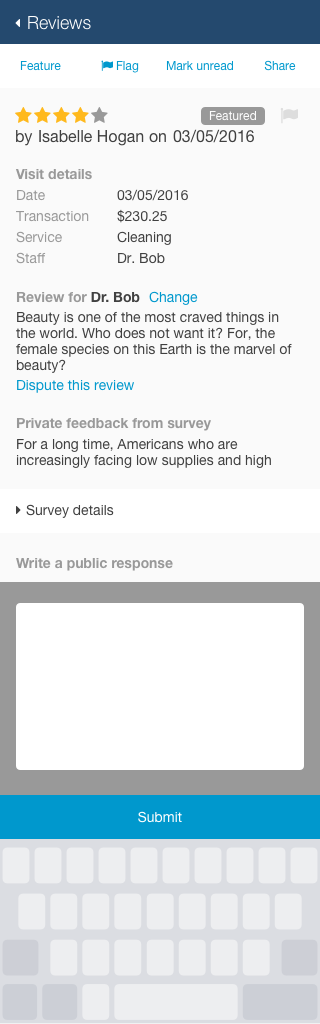 Reviews
Feature Flag Mark unread Share
Featured
by Isabelle Hogan on 03/05/2016
Visit details
Date 03/05/2016
Transaction $230.25
Service Cleaning
Staff Dr. Bob
Review for Dr. Bob Change
Beauty is one of the most craved things in
the world. Who does not want it? For, the
female species on this Earth is the marvel of
beauty?
Dispute this review
Private feedback from survey
For a long time, Americans who are
increasingly facing low supplies and high
Survey details
Write a public response
Submit